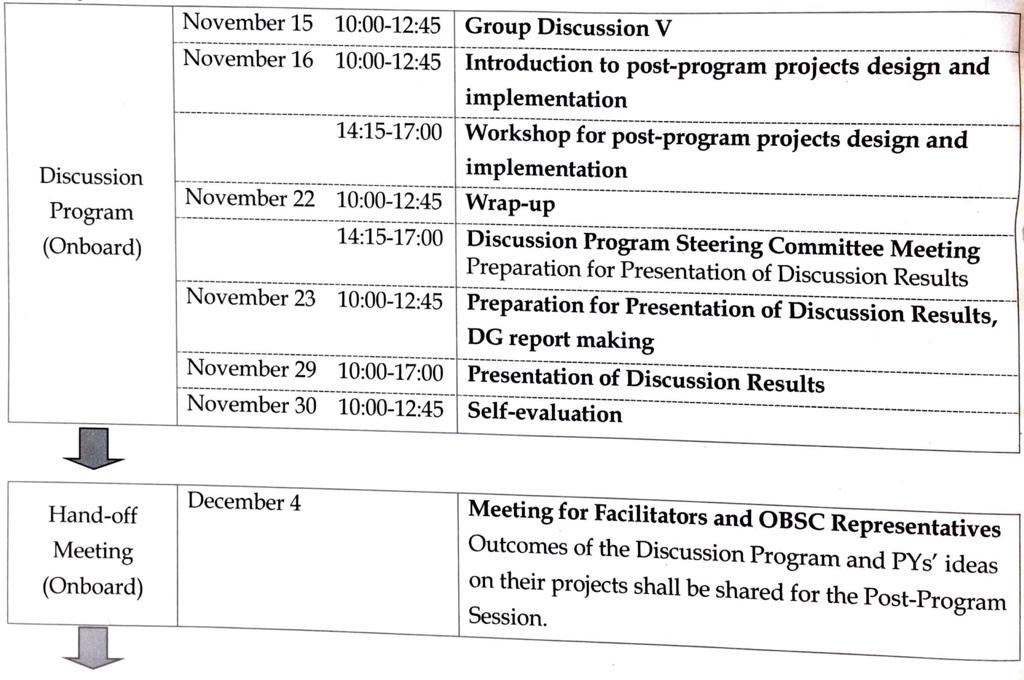 November 15 10:00-12:45 Group Discussion V
November 16 10:00-12:45 Introduction to post-program projects design and
implementation
14:15-17:00 Workshop for post-program projects design and
implementation
Discussion
Program
(Onboard)
November 22 10:00-12:45 Wrap-up
14:15-17:00 Discussion Program Steering Committee Meeting
Preparation for Presentation of Discussion Results
November 23 10:00-12:45 Preparation for Presentation of Discussion Results,
DG report making
November 29 10:00-17:00 Presentation of Discussion Results
November 30 10:00-12:45 Self-evaluation
Hand-off
Meeting
(Onboard)
December 4 Meeting for Facilitators and OBSC Representatives
Outcomes of the Discussion Program and PYs' ideas
on their projects shall be shared for the Post-Program
Session.